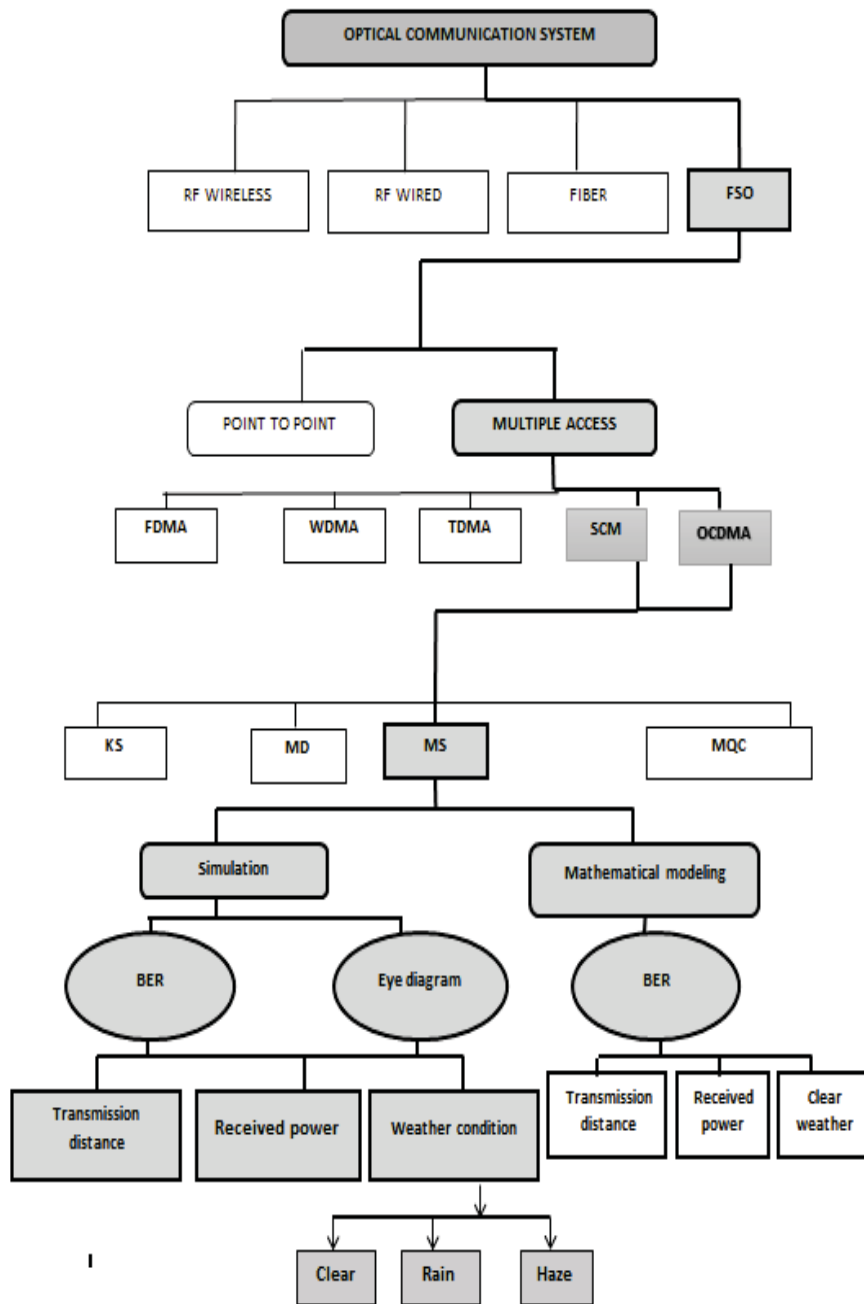 OPTICAL COMMUNICATION SYSTEM
RF WIRELESS
RF WIRED
FIBER
FSO
POINT TO POINT
MULTIPLE ACCESS
FDMA
WDMA
TDMA
SCM
OCDMA
KS
MD
MS
MQC
Simulation
Mathematical modeling
BER
Eye diagram
BER
Transmission
distance
Received power
Weather condition
Transmission
distance
Received
power
Clear
weather
Clear
Rain
Haze